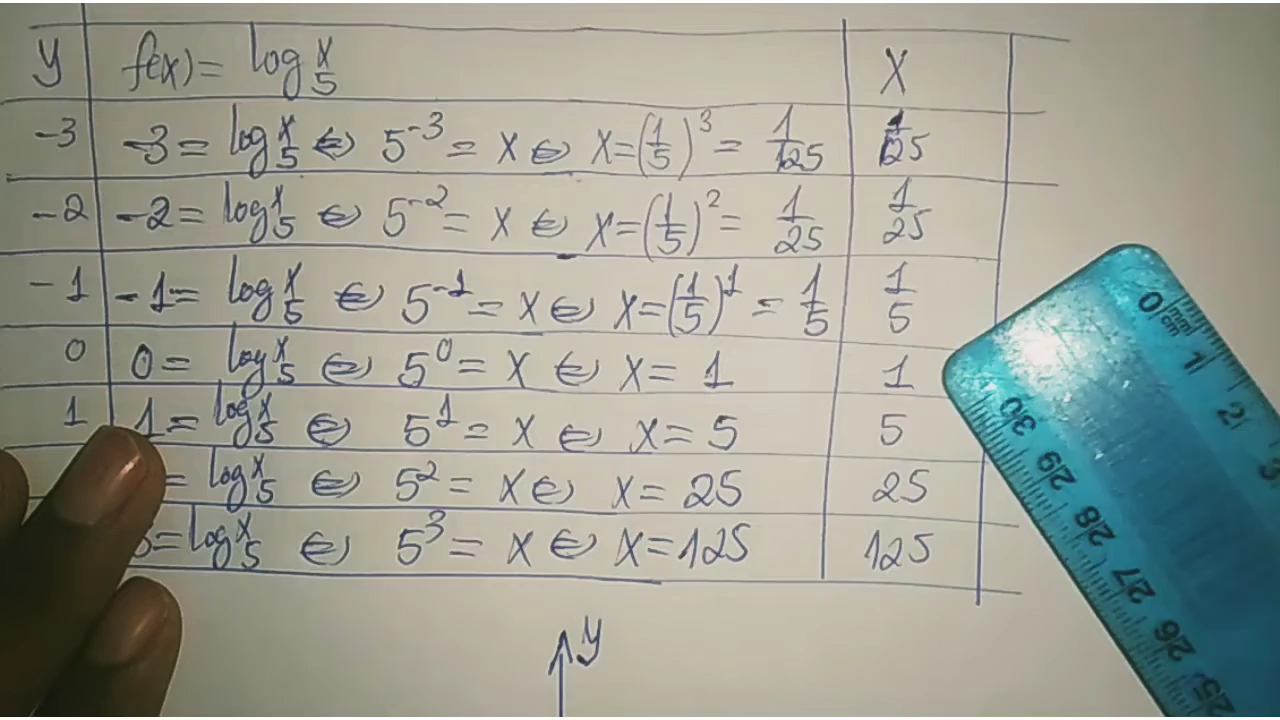 y f(x) = log x 5 X
-3 -3 = log x 5 ⇔ 5^-3 = x ⇔ x = (1/5)^3 = 1/125
-2 -2 = log x 5 ⇔ 5^-2 = x ⇔ x = (1/5)^2 = 1/25 1/25
-1 -1 = log x 5 ⇔ 5^-1 = x ⇔ x = (1/5)^1 = 1/5 1/5
0 0 = log x 5 ⇔ 5^0 = x ⇔ x = 1 1
1 1 = log x 5 ⇔ 5^1 = x ⇔ x = 5 5
= log x 5 ⇔ 5^2 = x ⇔ x = 25 25
= log x 5 ⇔ 5^3 = x ⇔ x = 125 125
y
0 mm cm 1 2 3
30 29 28 27 26 25